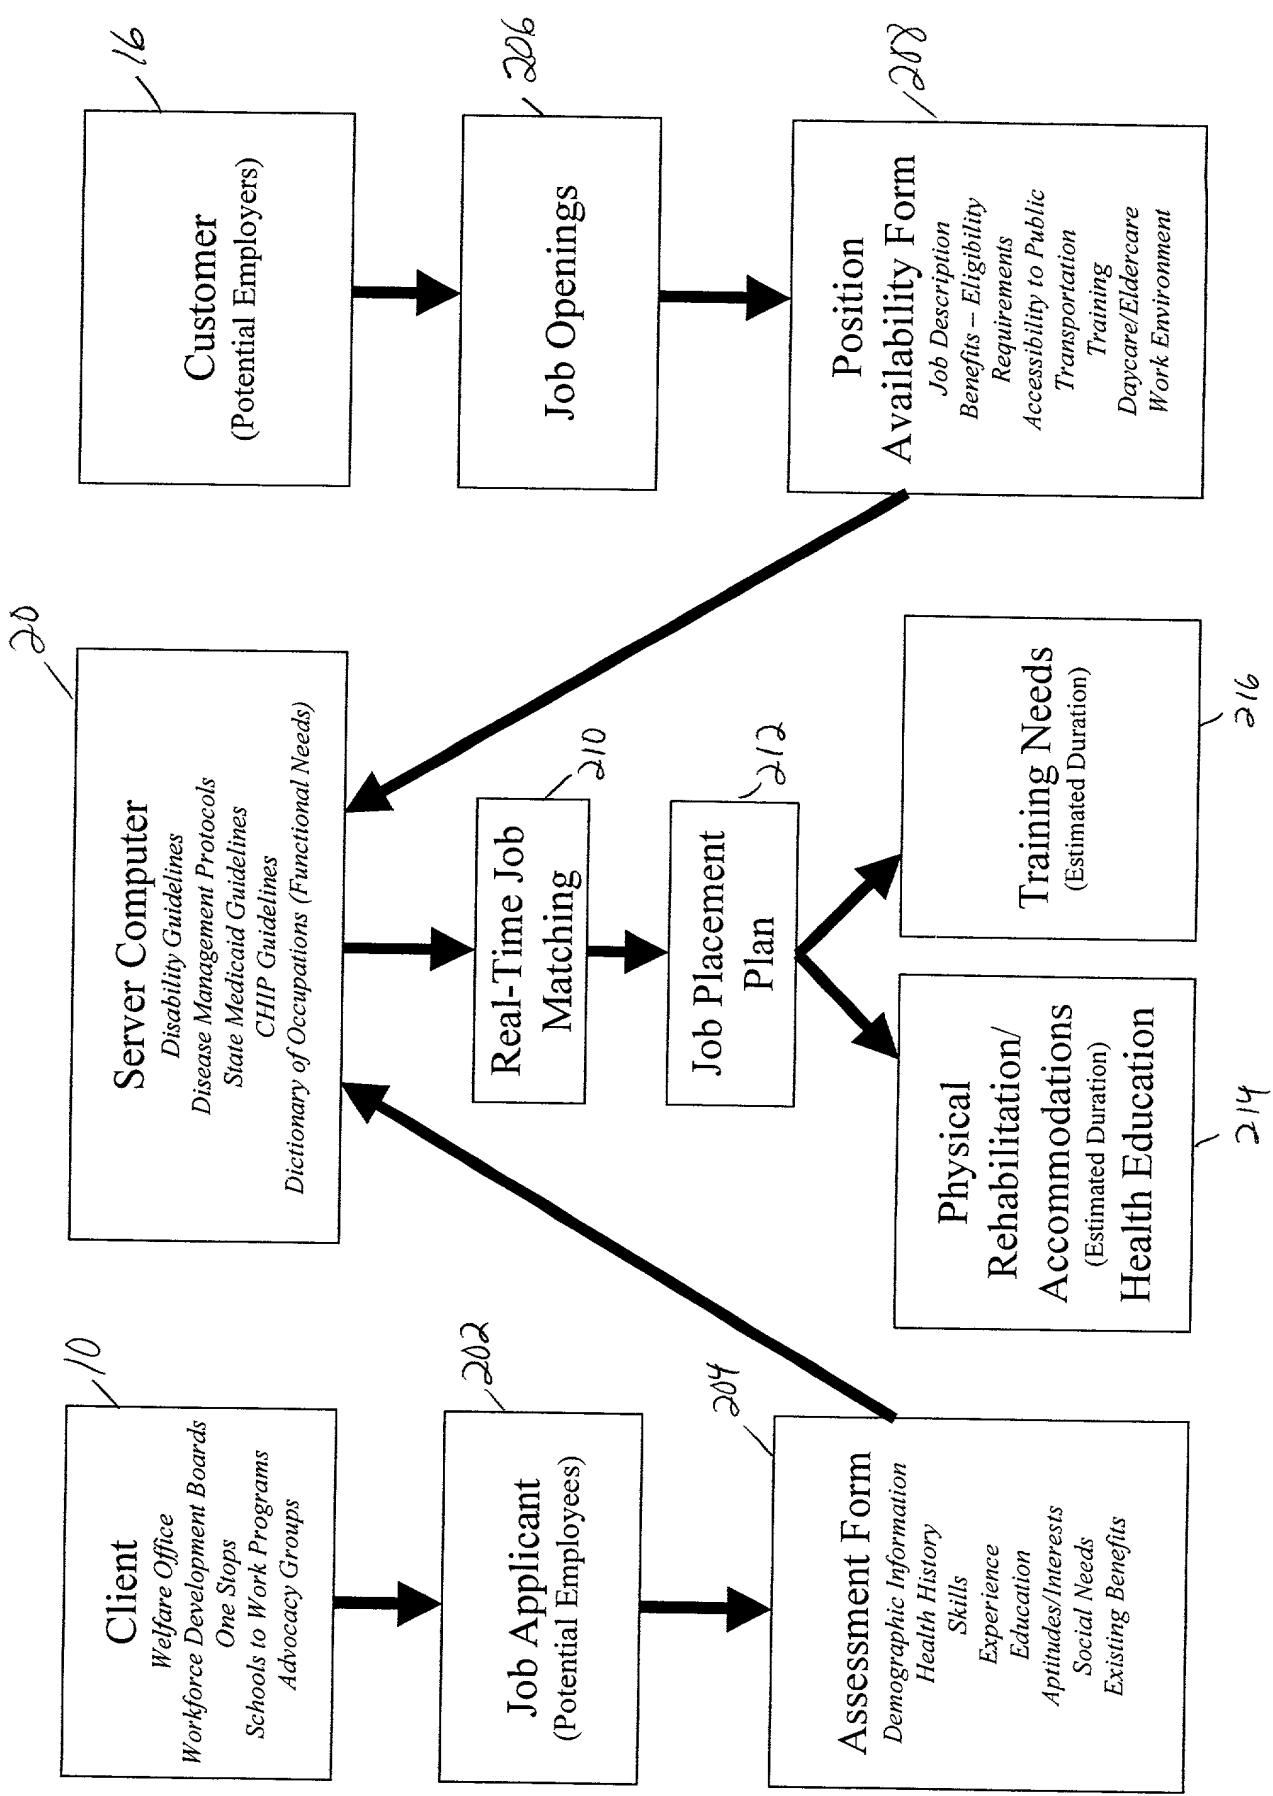 10
Client
Welfare Office
Workforce Development Boards
One Stops
Schools to Work Programs
Advocacy Groups
202
Job Applicant
(Potential Employees)
204
Assessment Form
Demographic Information
Health History
Skills
Experience
Education
Aptitudes/Interests
Social Needs
Existing Benefits
20
Server Computer
Disability Guidelines
Disease Management Protocols
State Medicaid Guidelines
CHIP Guidelines
Dictionary of Occupations (Functional Needs)
210
Real-Time Job
Matching
212
Job Placement
Plan
Physical
Rehabilitation/
Accommodations
(Estimated Duration)
Health Education
214
Training Needs
(Estimated Duration)
216
16
Customer
(Potential Employers)
206
Job Openings
208
Position
Availability Form
Job Description
Benefits – Eligibility
Requirements
Accessibility to Public
Transportation
Training
Daycare/Eldercare
Work Environment